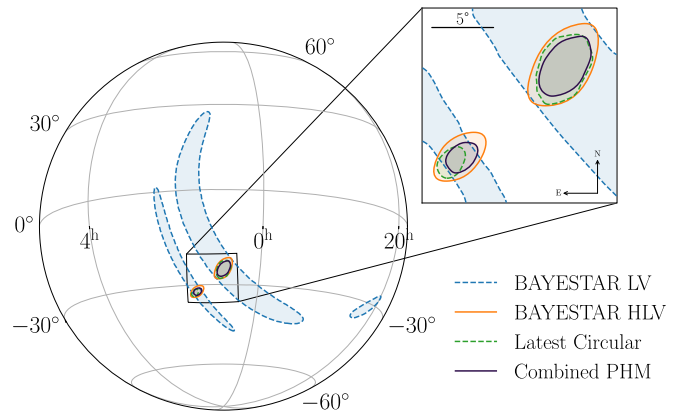 5°
60°
30°
N
E
0°
4h
0h
20h
−30°
−30°
−60°
BAYESTAR LV
BAYESTAR HLV
Latest Circular
Combined PHM